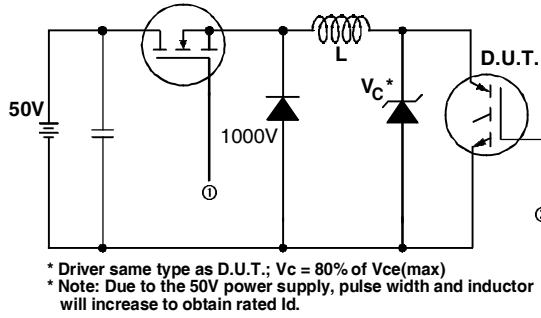 L
D.U.T.
VC*
50V
1000V
①
* Driver same type as D.U.T.; Vc = 80% of Vce(max)
* Note: Due to the 50V power supply, pulse width and inductor
will increase to obtain rated Id.